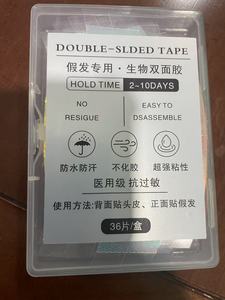 DOUBLE-SLDED TAPE
假发专用·生物双面胶
HOLD TIME 2~10DAYS
NO RESIGUE
EASY TO DSASSEMBLE
防水防汗 不化胶 超强粘性
医用级 抗过敏
使用方法:背面贴头皮、正面贴假发
36片/盒